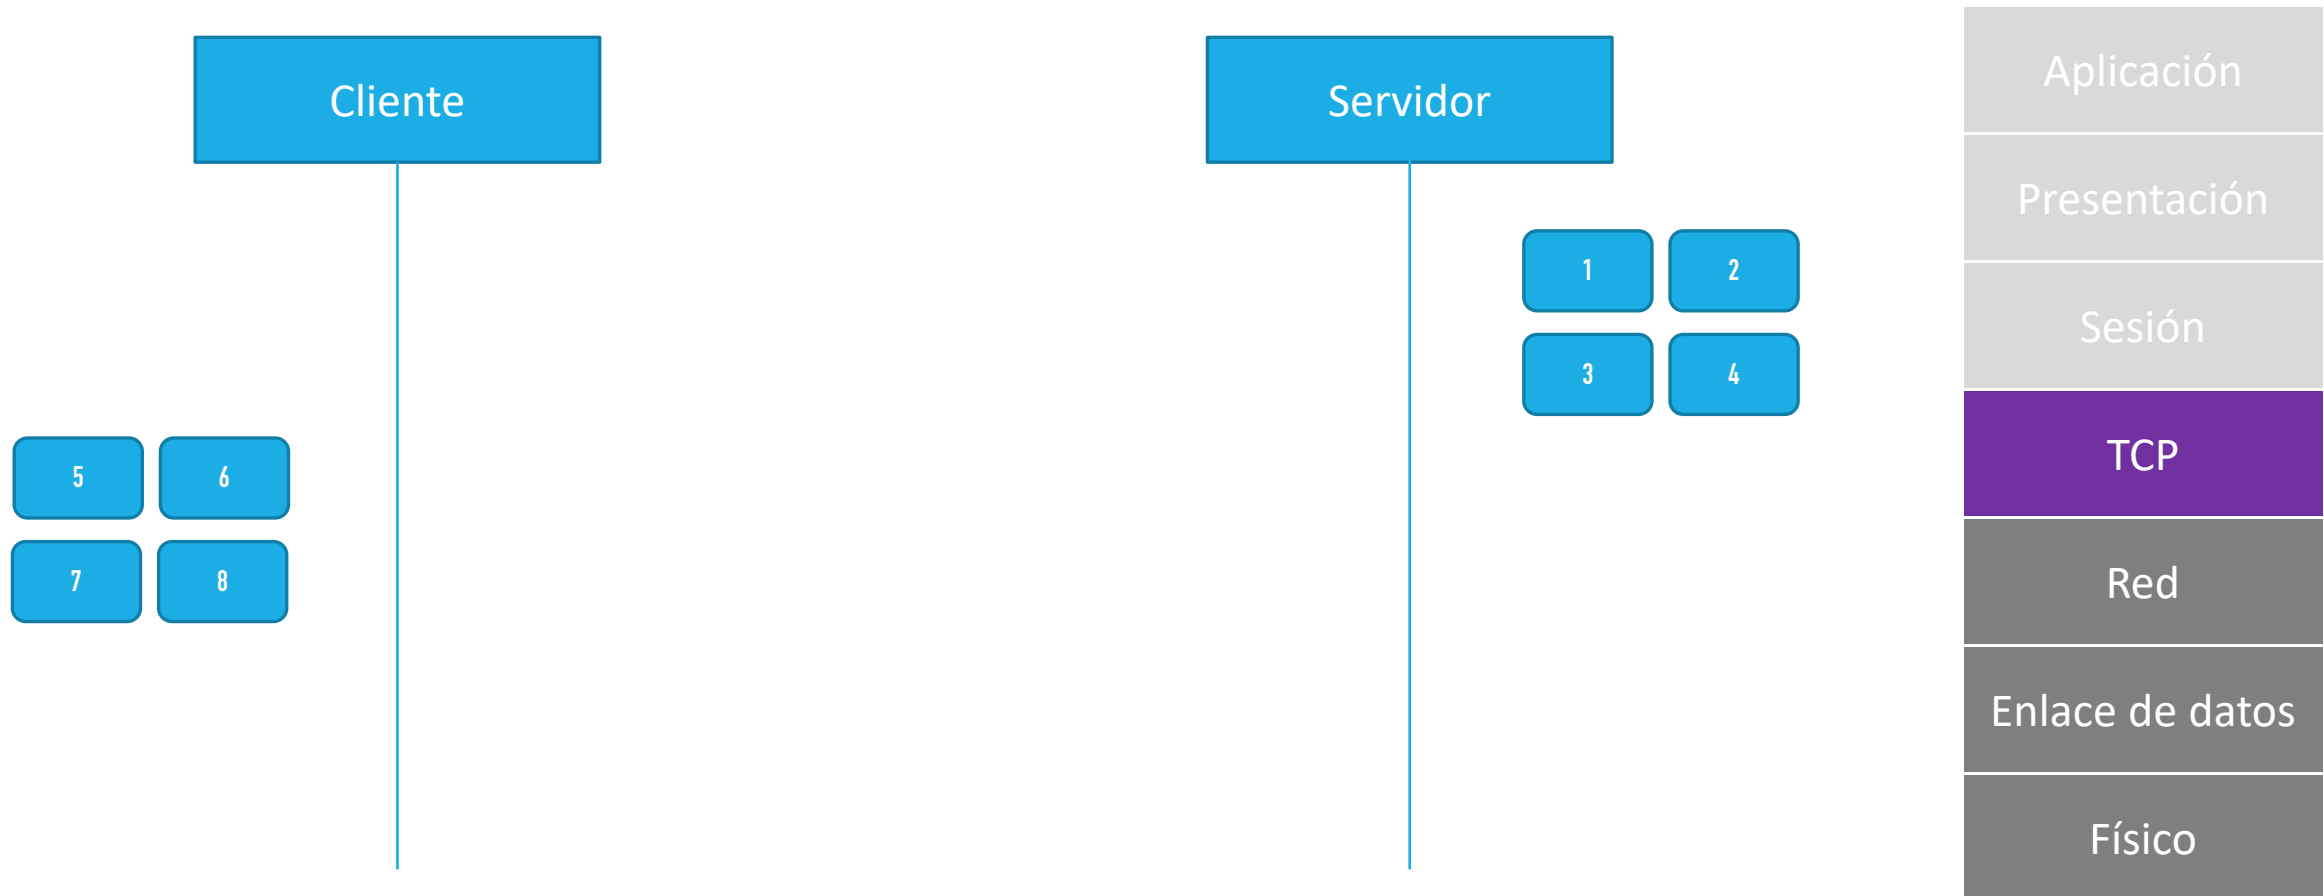 Cliente
Servidor
1
2
3
4
5
6
7
8
Aplicación
Presentación
Sesión
TCP
Red
Enlace de datos
Físico